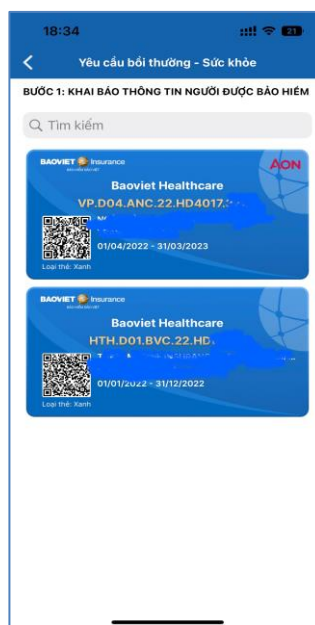 18:34
21
Yêu cầu bồi thường - Sức khỏe
BƯỚC 1: KHAI BÁO THÔNG TIN NGƯỜI ĐƯỢC BẢO HIỂM
Tìm kiếm
BAOVIET Insurance
AON
Baoviet Healthcare
VP.D04.ANC.22.HD4017
01/04/2022 - 31/03/2023
Loại thẻ: Xanh
BAOVIET Insurance
Baoviet Healthcare
HTH.D01.BVC.22.HD
01/01/2022 - 31/12/2022
Loại thẻ: Xanh